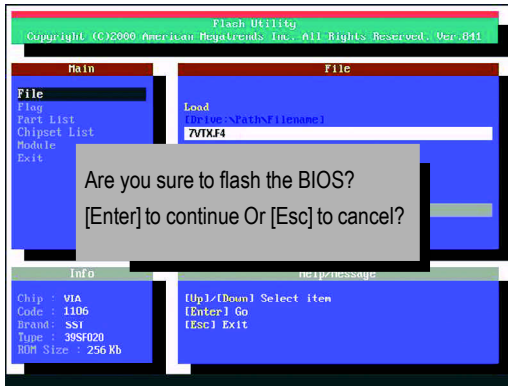 Flash Utility
Copyright (C)2000 American Megatrends Inc. All Rights Reserved. Ver.841
Main
File
File
Flag
Part List
Chipset List
Module
Exit
Load
[Drive:\Path\Filename]
7VTX.F4
Are you sure to flash the BIOS?
[Enter] to continue Or [Esc] to cancel?
Info
Help/Message
Chip : VIA
Code : 1106
Brand: SST
Type : 39SF020
ROM Size : 256 Kb
[Up]/[Down] Select item
[Enter] Go
[Esc] Exit